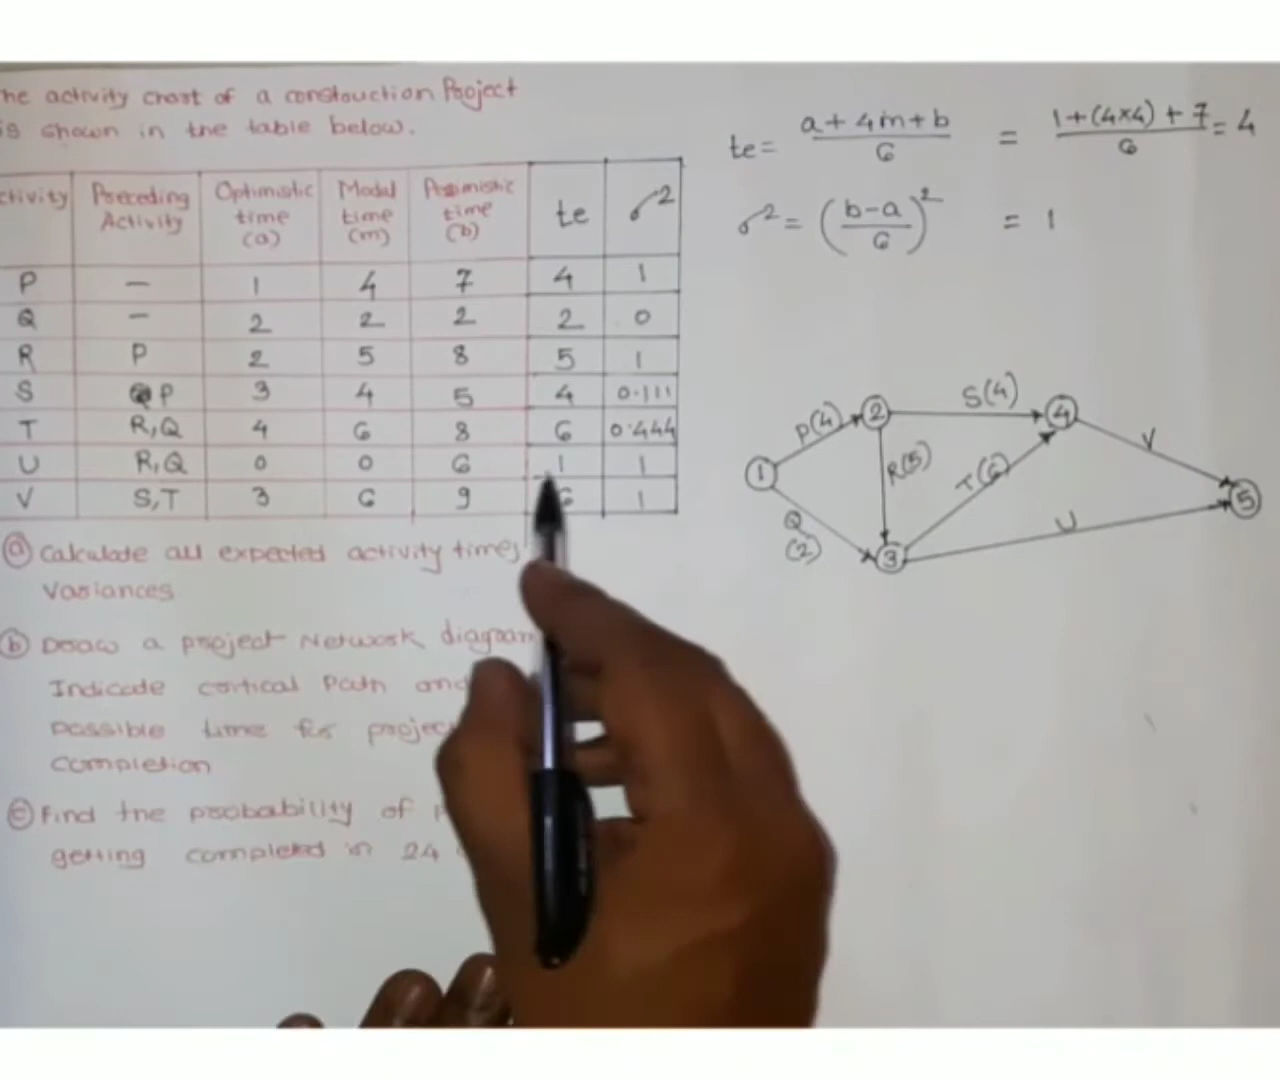 he activity chart of a construction Project
is shown in the table below.
ctivity Preceding Activity Optimistic time (a) Modal time (m) Pessimistic time (b) te σ²
P – 1 4 7 4 1
Q – 2 2 2 2 0
R P 2 5 8 5 1
S P 3 4 5 4 0.111
T R,Q 4 6 8 6 0.444
U R,Q 0 0 6 1 1
V S,T 3 6 9 6 1
(a) Calculate all expected activity times
Variances
(b) Draw a project Network diagram
Indicate critical Path and
possible time for projec
Completion
(c) Find the probability of P
getting completed in 24
te = a+4m+b / 6 = 1+(4×4)+7 / 6 = 4
σ² = (b-a / 6)² = 1
P(4)
2
S(4)
4
1
R(5)
T(6)
V
5
Q
(2)
3
U